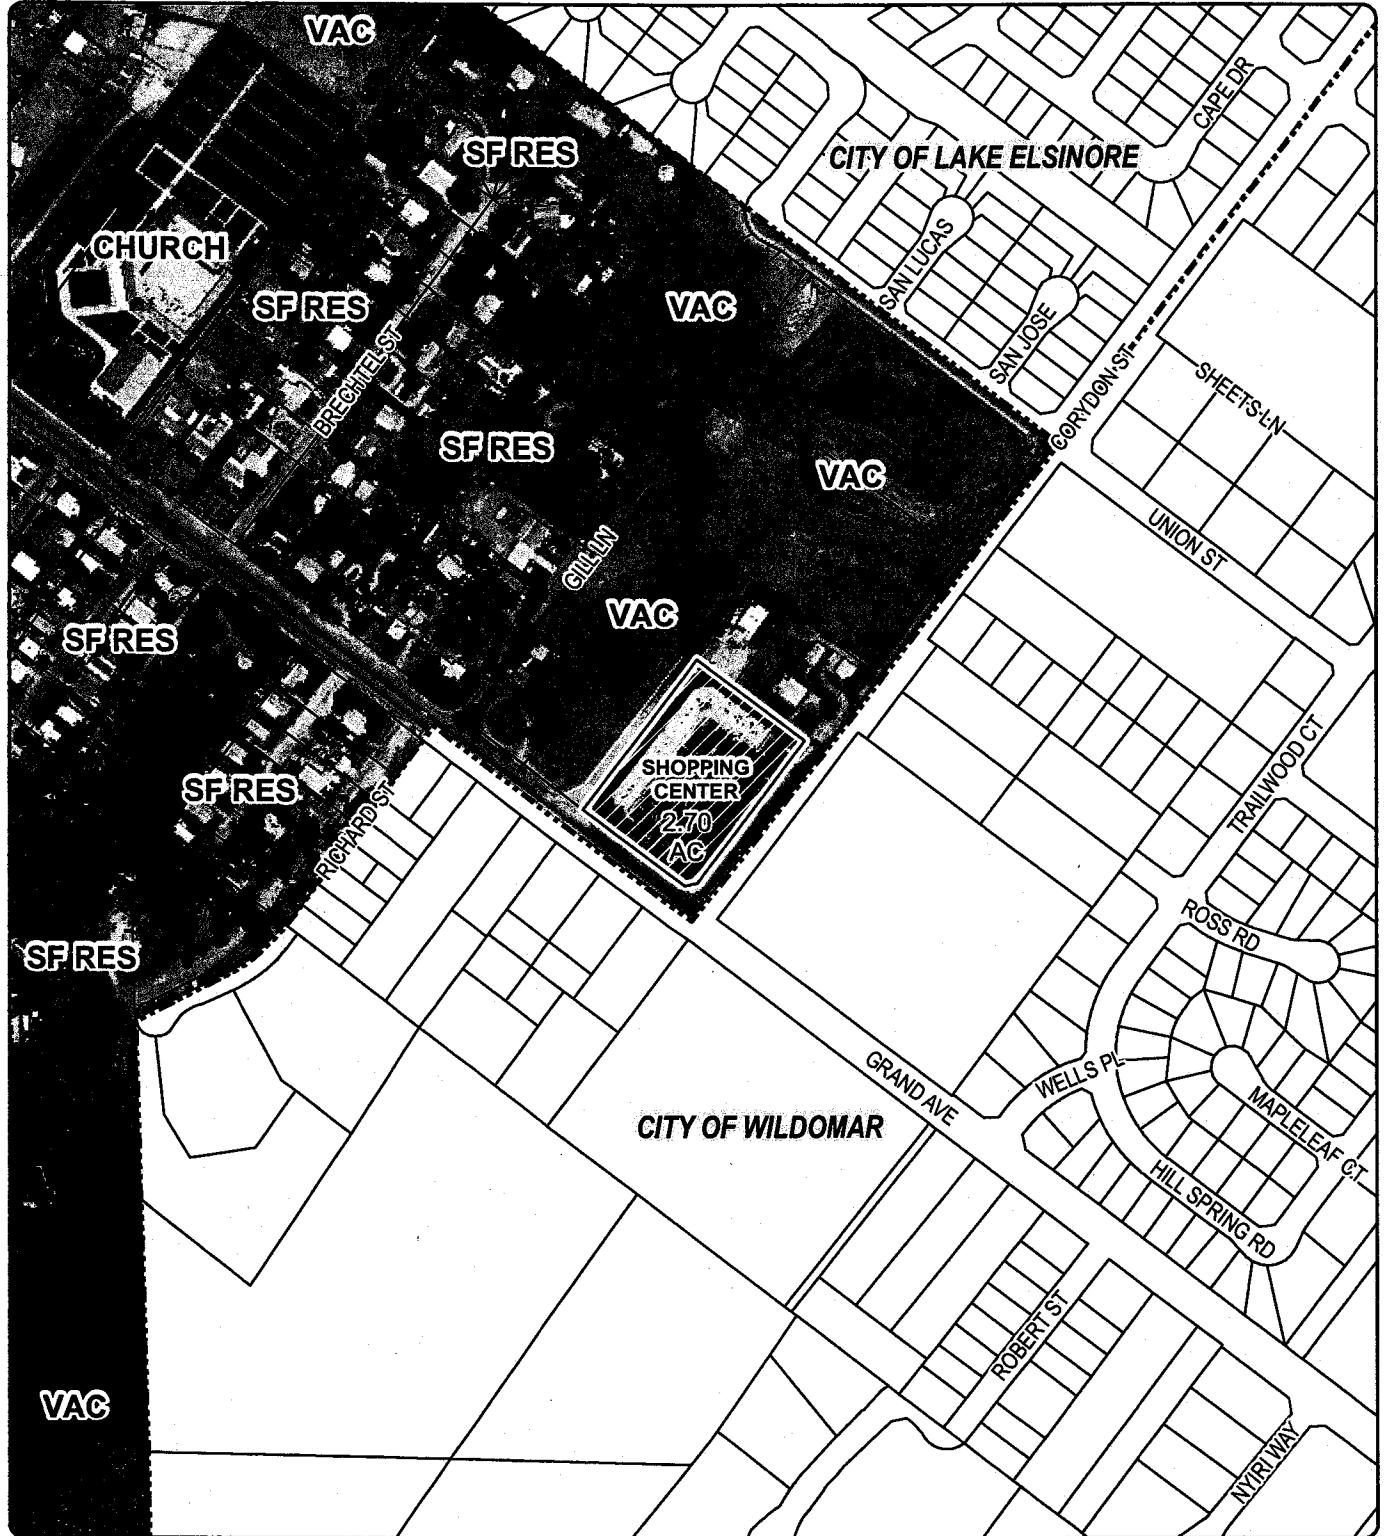 VAC
CAPE DR
SF RES
CITY OF LAKE ELSINORE
CHURCH
SAN LUCAS
SF RES
VAC
SAN JOSE
BRECHTEL ST
CORYDON ST
SHEETS LN
SF RES
VAC
UNION ST
GILL LN
VAC
SF RES
SHOPPING
CENTER
2.70
AC
TRAILWOOD CT
SF RES
RICHARD ST
ROSS RD
SF RES
GRAND AVE
WELLS PL
MAPLELEAF CT
CITY OF WILDOMAR
HILL SPRING RD
ROBERT ST
VAC
NYIRI WAY